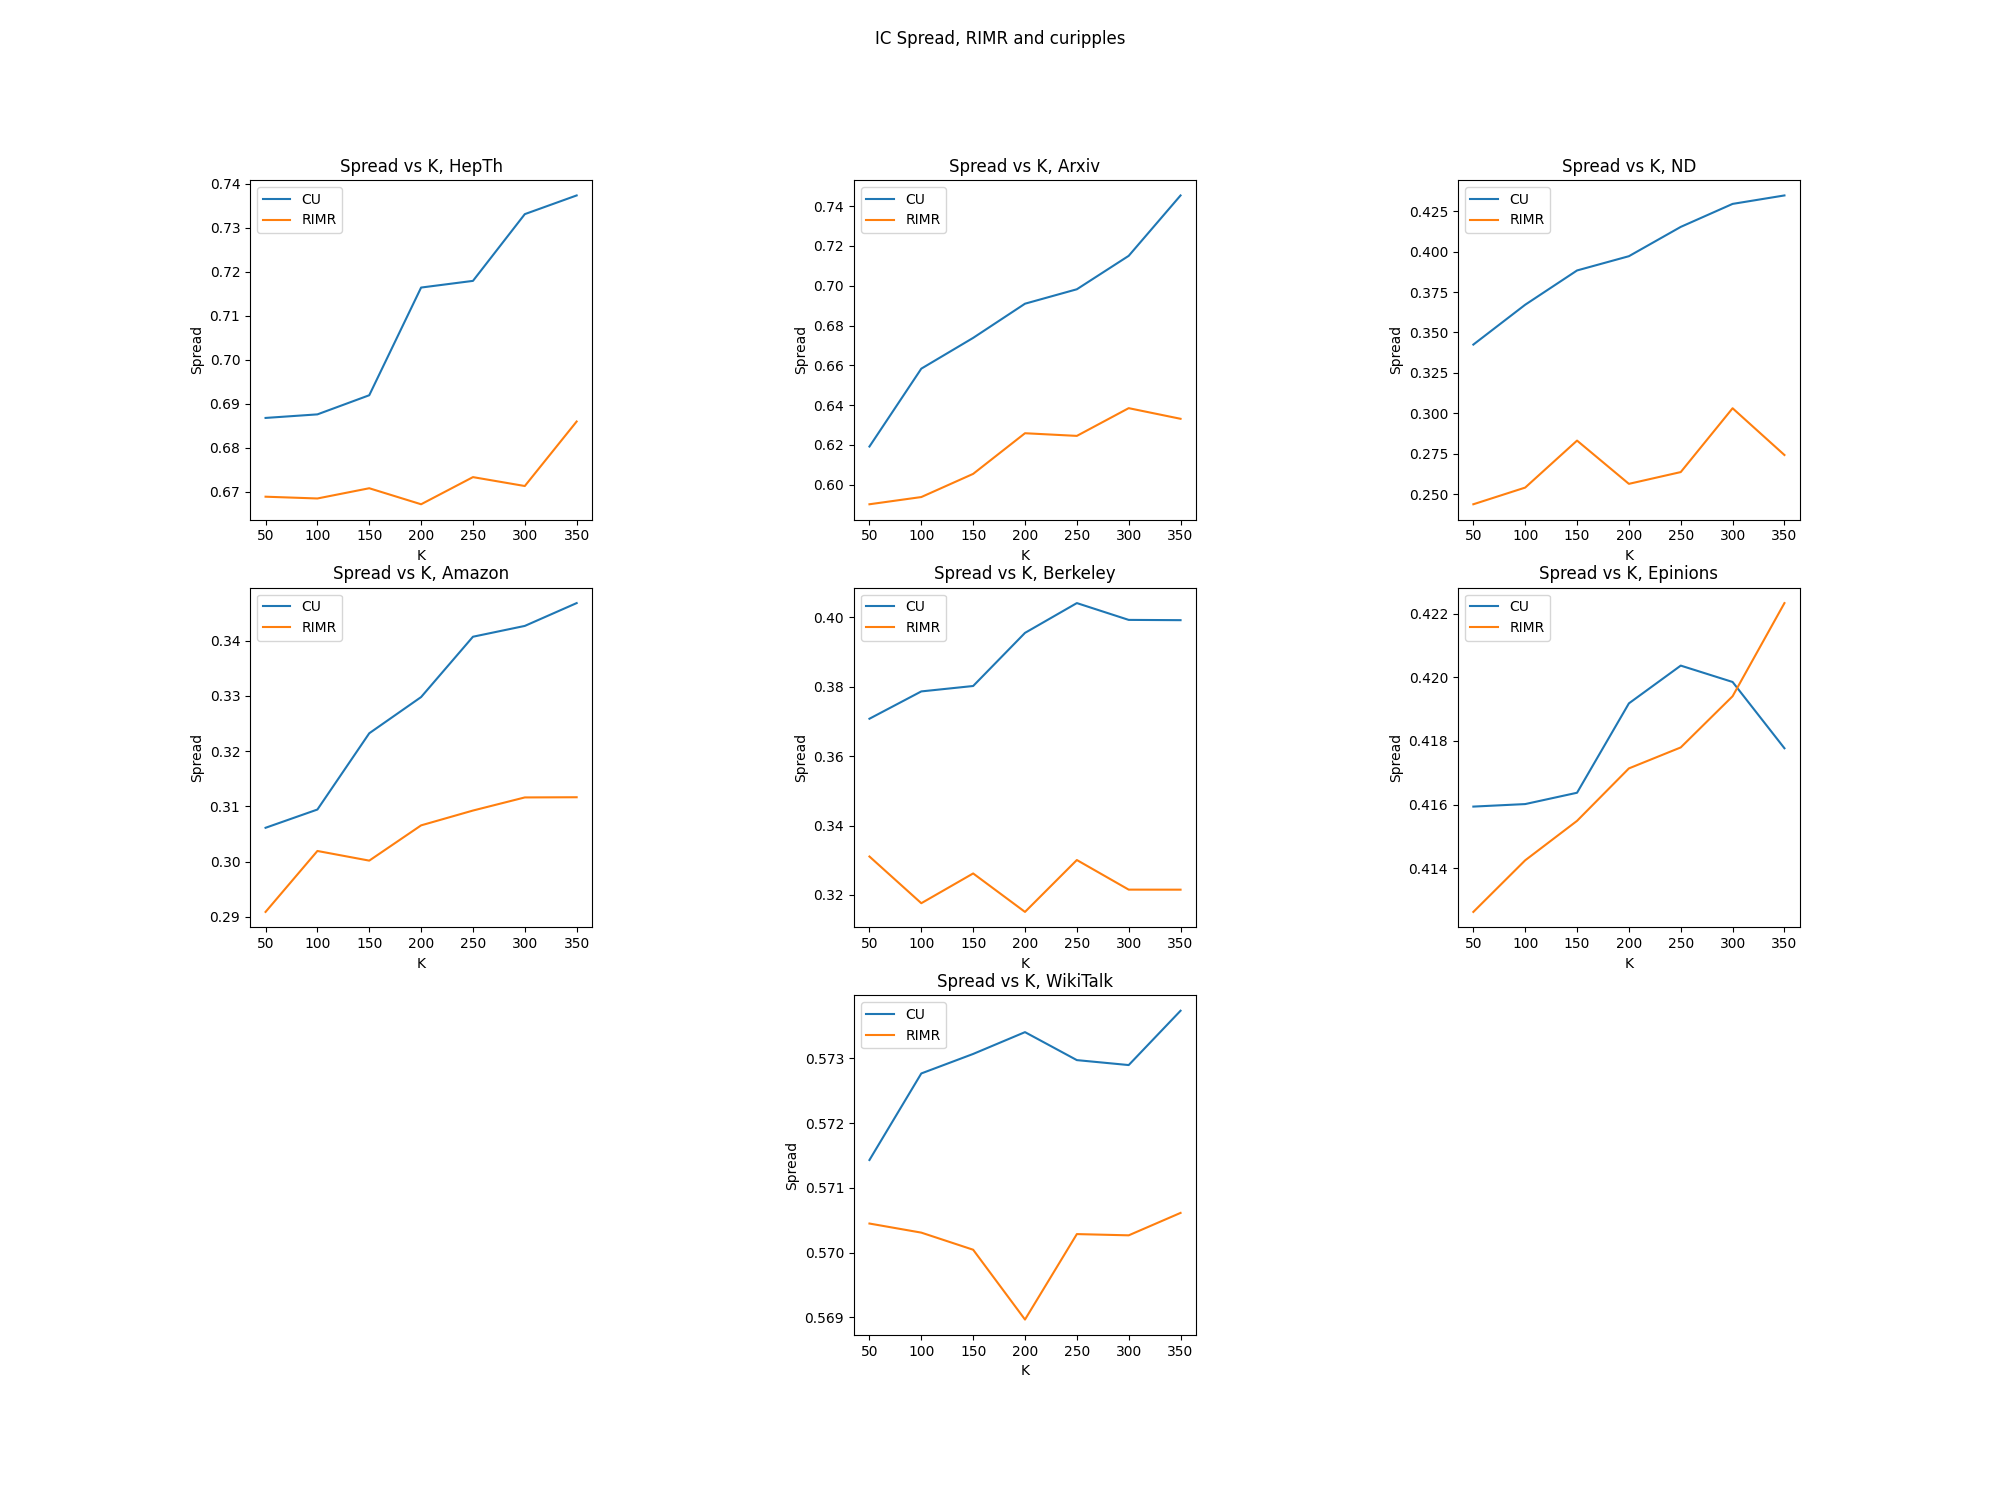 IC Spread, RIMR and curipples
Spread vs K, HepTh
CU
RIMR
0.74
0.73
0.72
0.71
0.70
0.69
0.68
0.67
Spread
50 100 150 200 250 300 350
K
Spread vs K, Arxiv
CU
RIMR
0.74
0.72
0.70
0.68
0.66
0.64
0.62
0.60
Spread
50 100 150 200 250 300 350
K
Spread vs K, ND
CU
RIMR
0.425
0.400
0.375
0.350
0.325
0.300
0.275
0.250
Spread
50 100 150 200 250 300 350
K
Spread vs K, Amazon
CU
RIMR
0.34
0.33
0.32
0.31
0.30
0.29
Spread
50 100 150 200 250 300 350
K
Spread vs K, Berkeley
CU
RIMR
0.40
0.38
0.36
0.34
0.32
Spread
50 100 150 200 250 300 350
K
Spread vs K, Epinions
CU
RIMR
0.422
0.420
0.418
0.416
0.414
Spread
50 100 150 200 250 300 350
K
Spread vs K, WikiTalk
CU
RIMR
0.573
0.572
0.571
0.570
0.569
Spread
50 100 150 200 250 300 350
K